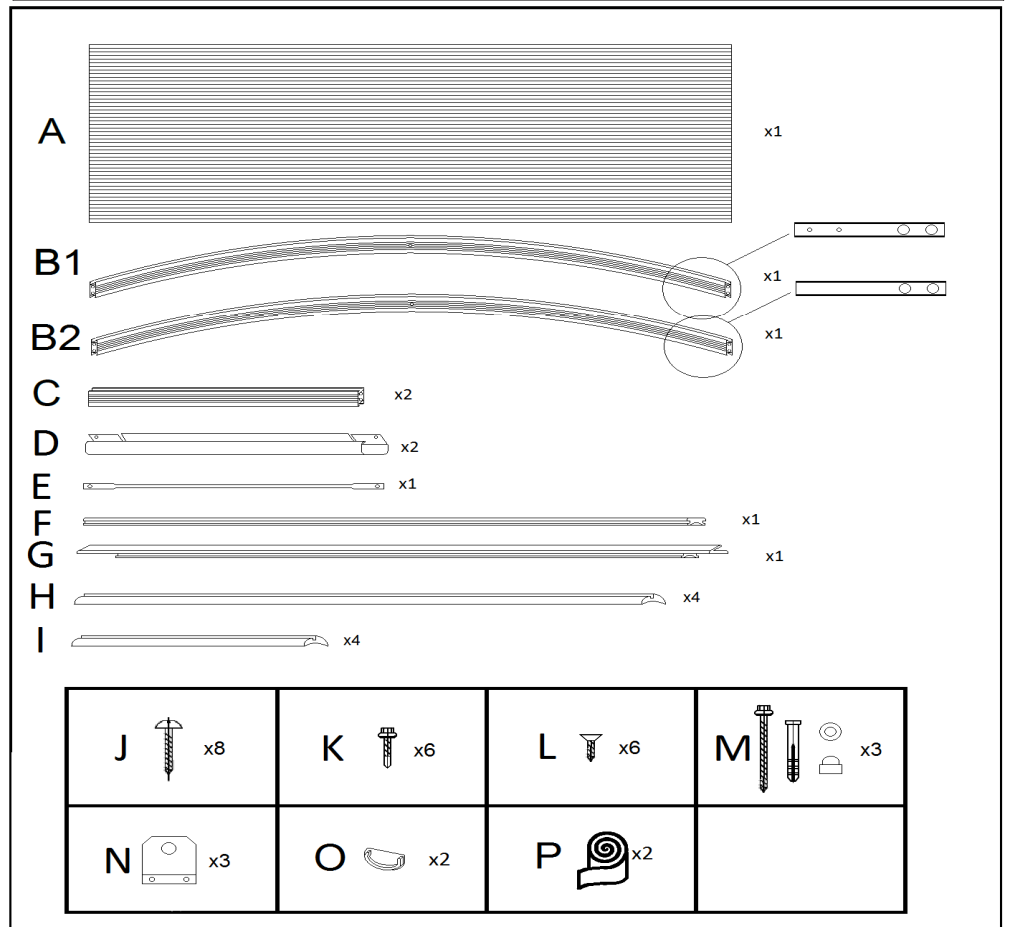 A x1
B1 x1
B2 x1
C x2
D x2
E x1
F x1
G x1
H x4
I x4
J x8 K x6 L x6 M x3
N x3 O x2 P x2